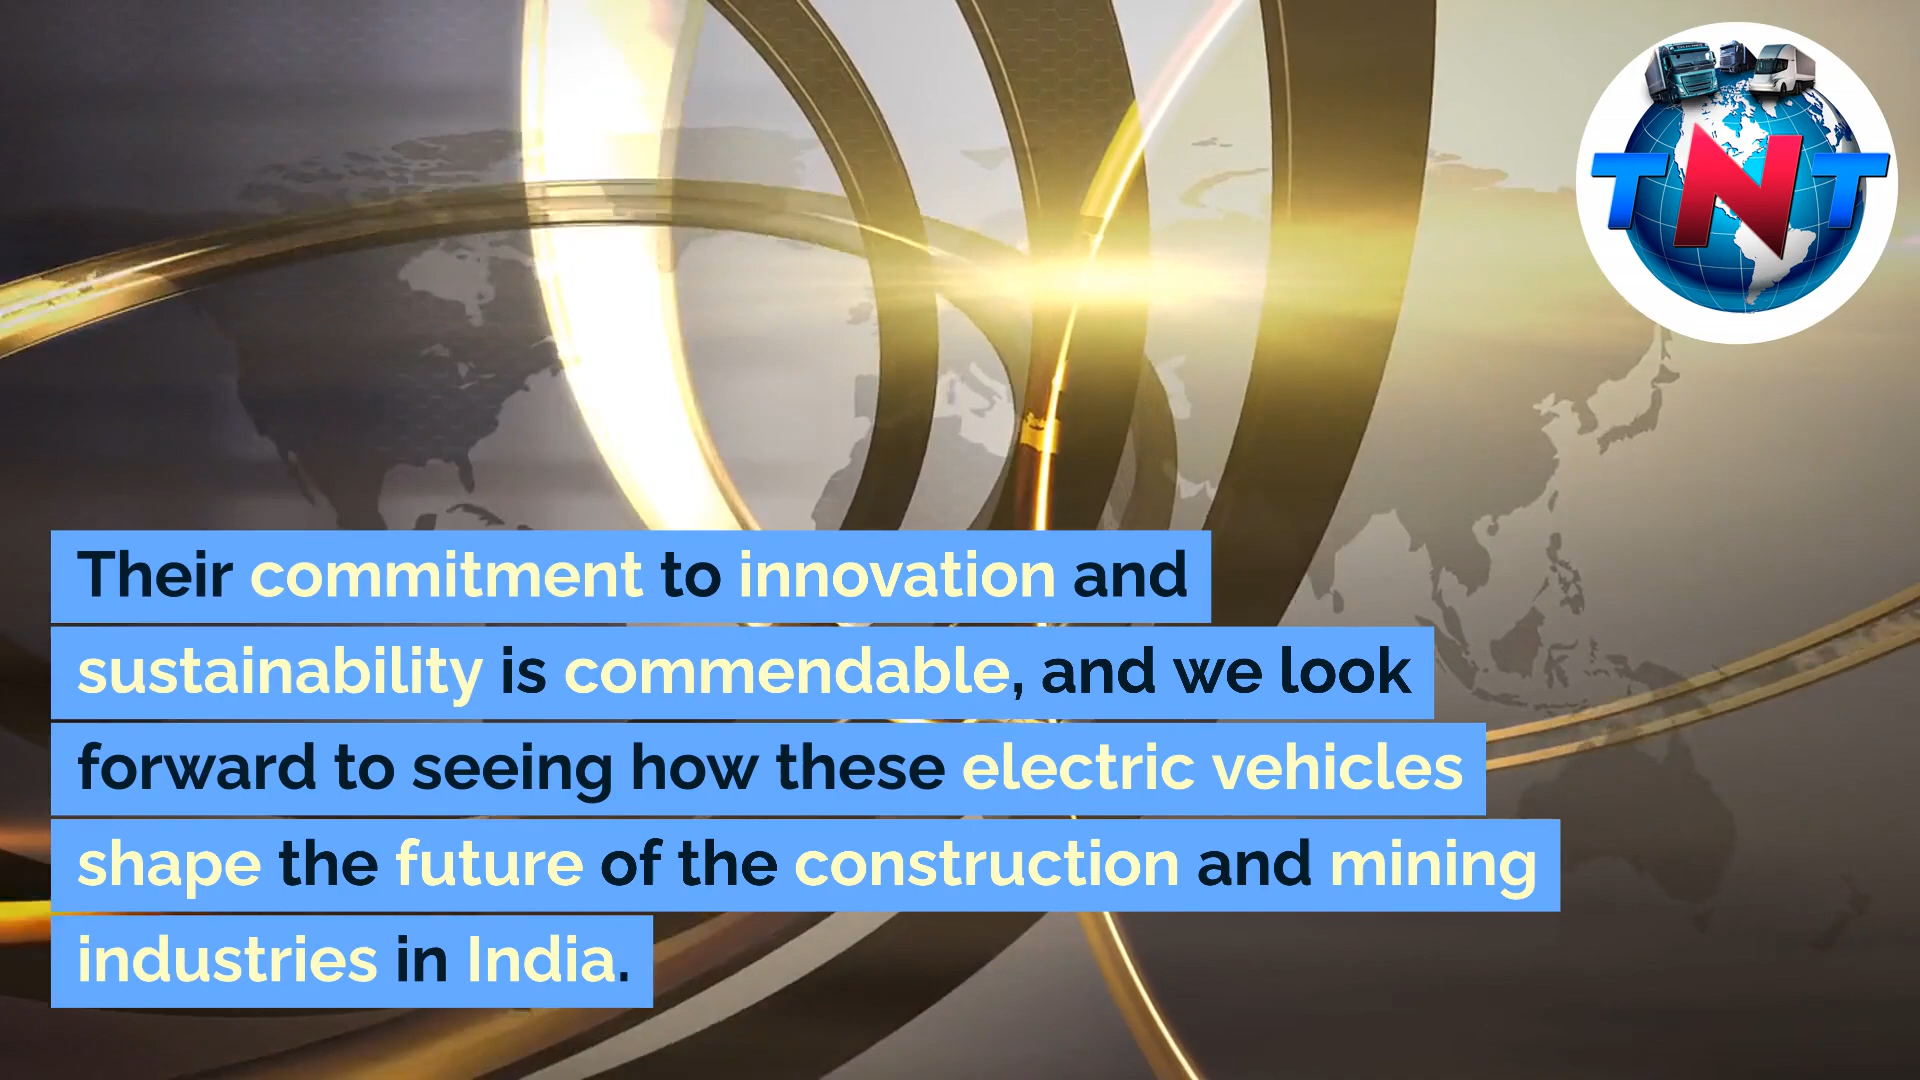 TNT
Their commitment to innovation and
sustainability is commendable, and we look
forward to seeing how these electric vehicles
shape the future of the construction and mining
industries in India.